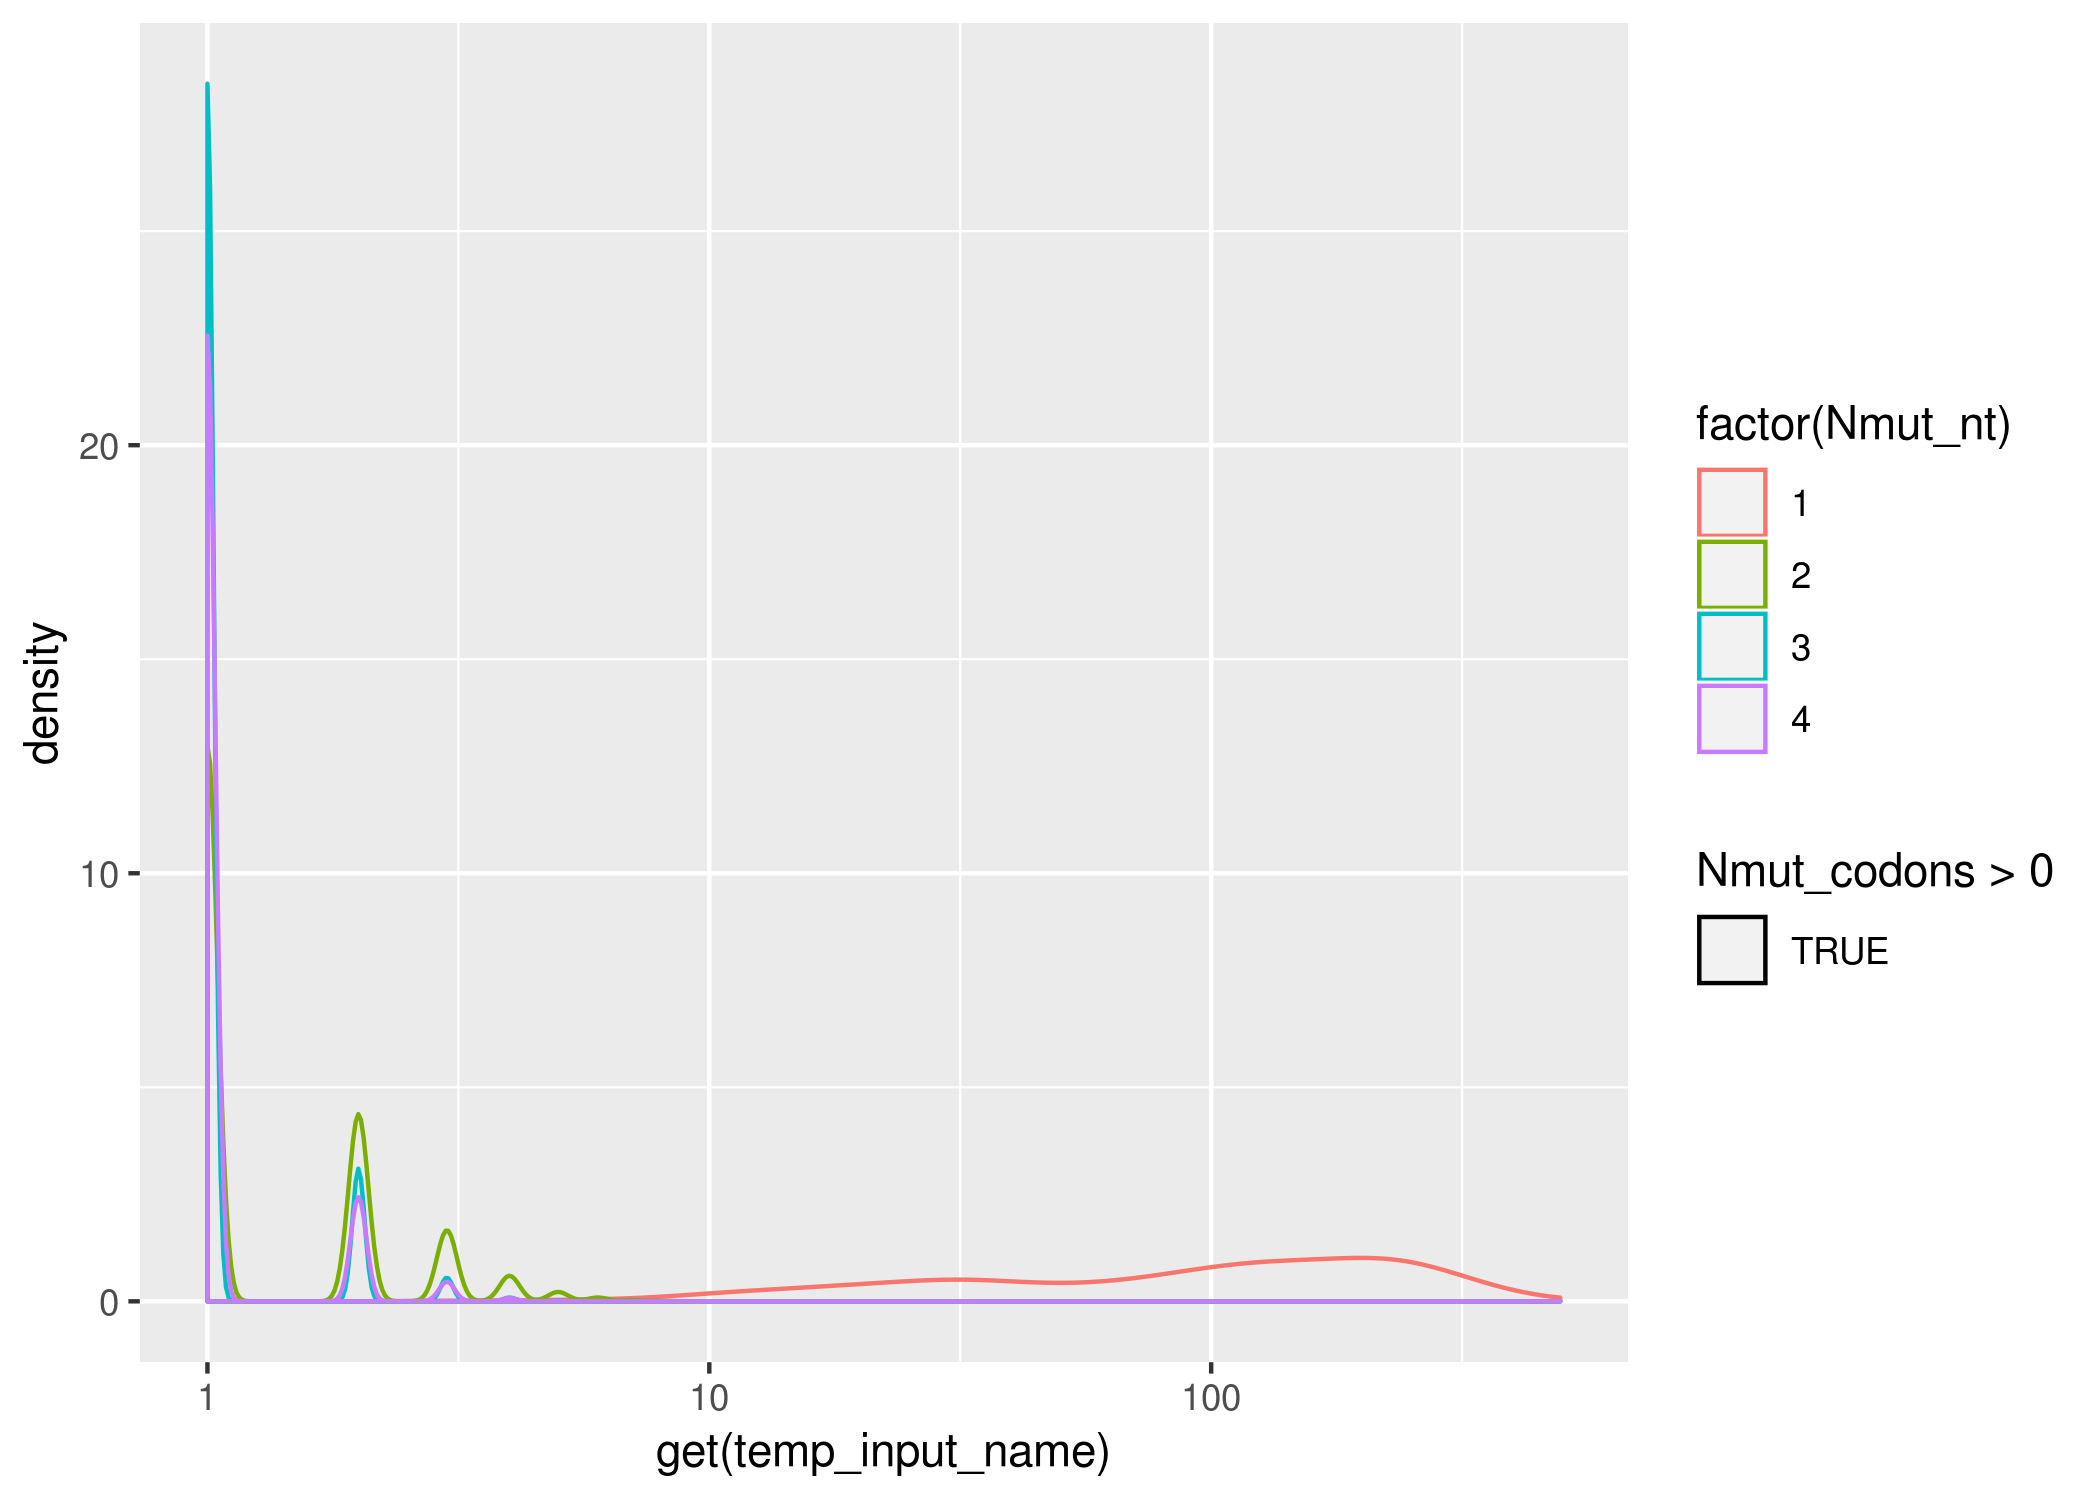 density
20
10
0
1
10
100
get(temp_input_name)
factor(Nmut_nt)
1
2
3
4
Nmut_codons > 0
TRUE